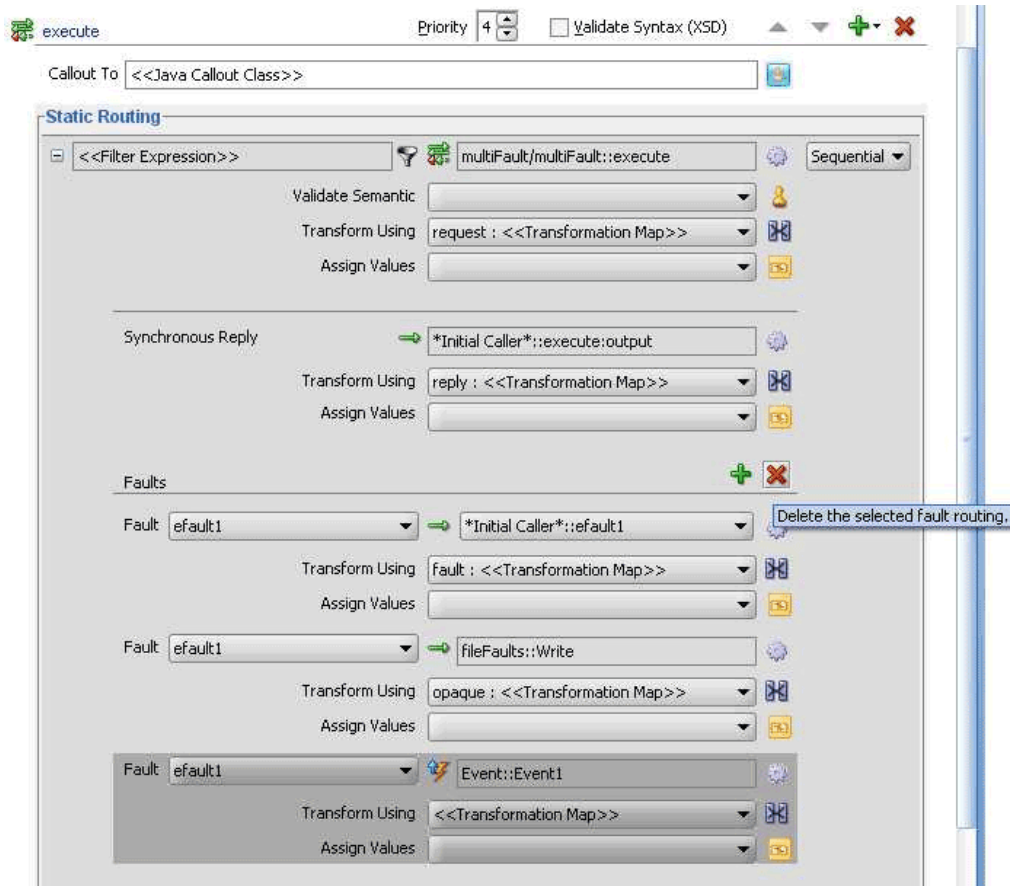 execute Priority 4 Validate Syntax (XSD)
Callout To <<Java Callout Class>>
Static Routing
<<Filter Expression>> multiFault/multiFault::execute Sequential
Validate Semantic
Transform Using request : <<Transformation Map>>
Assign Values
Synchronous Reply *Initial Caller*::execute:output
Transform Using reply : <<Transformation Map>>
Assign Values
Faults
Delete the selected fault routing.
Fault efault1 *Initial Caller*::efault1
Transform Using fault : <<Transformation Map>>
Assign Values
Fault efault1 fileFaults::Write
Transform Using opaque : <<Transformation Map>>
Assign Values
Fault efault1 Event::Event1
Transform Using <<Transformation Map>>
Assign Values